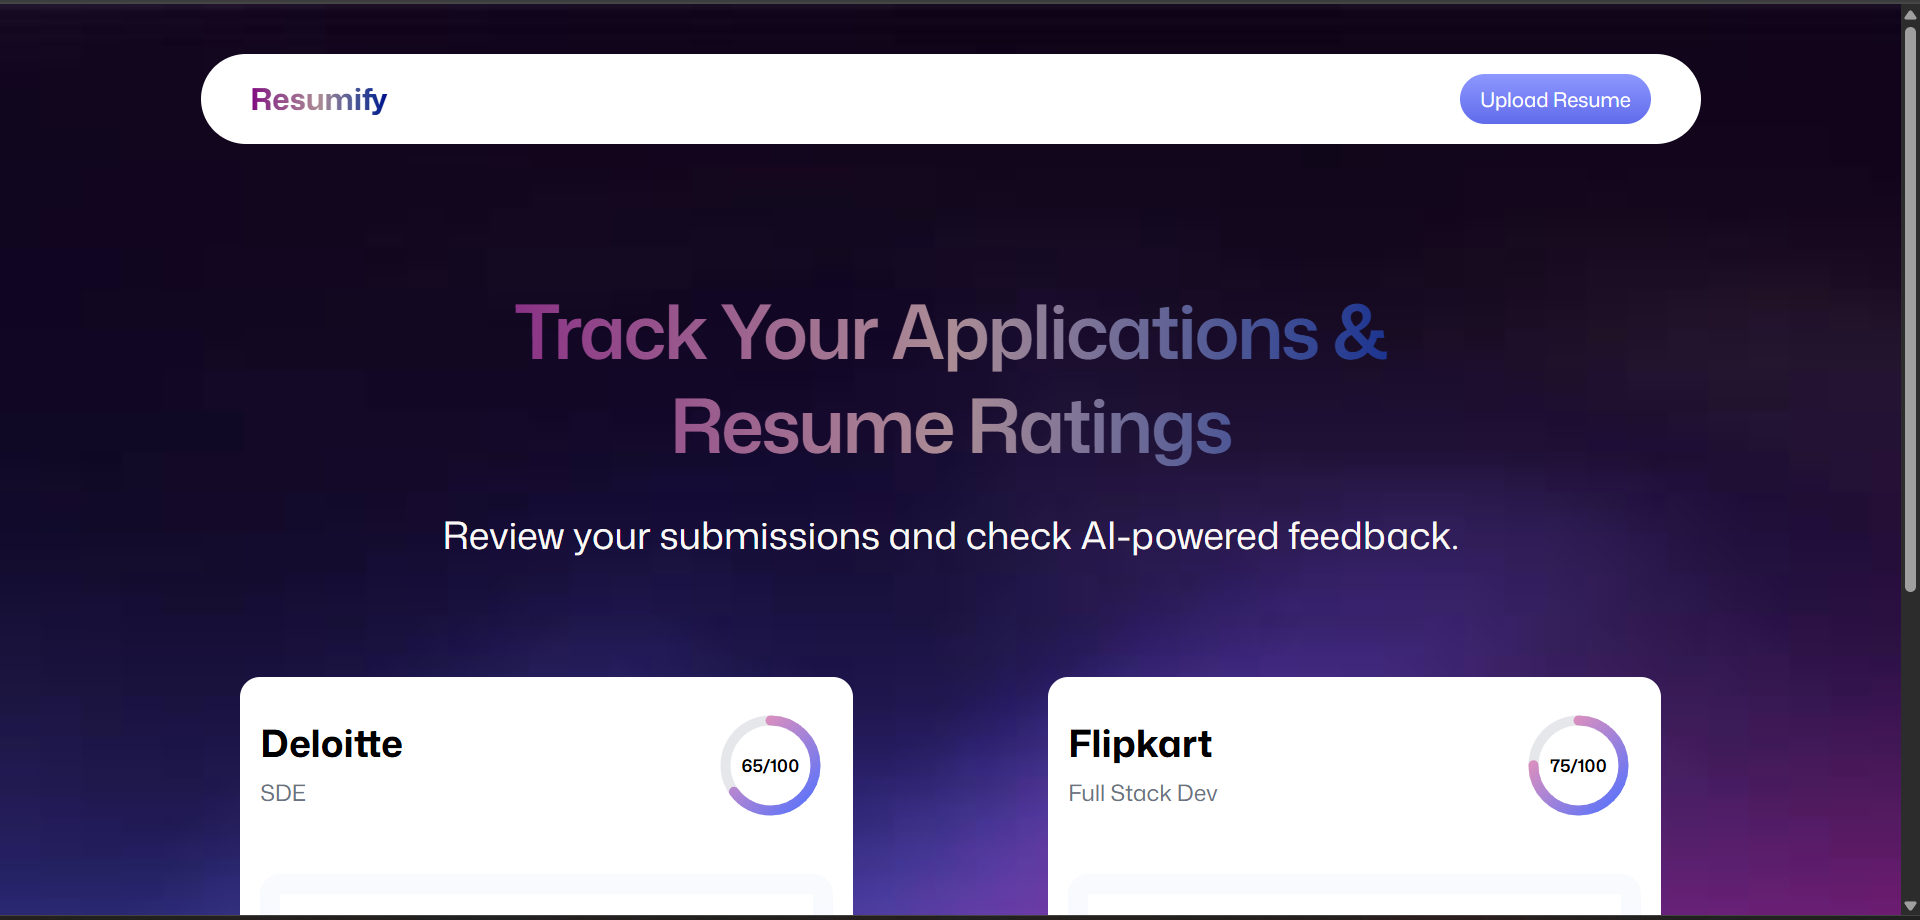 Resumify
Upload Resume
Track Your Applications &
Resume Ratings
Review your submissions and check AI-powered feedback.
Deloitte
SDE
65/100
Flipkart
Full Stack Dev
75/100